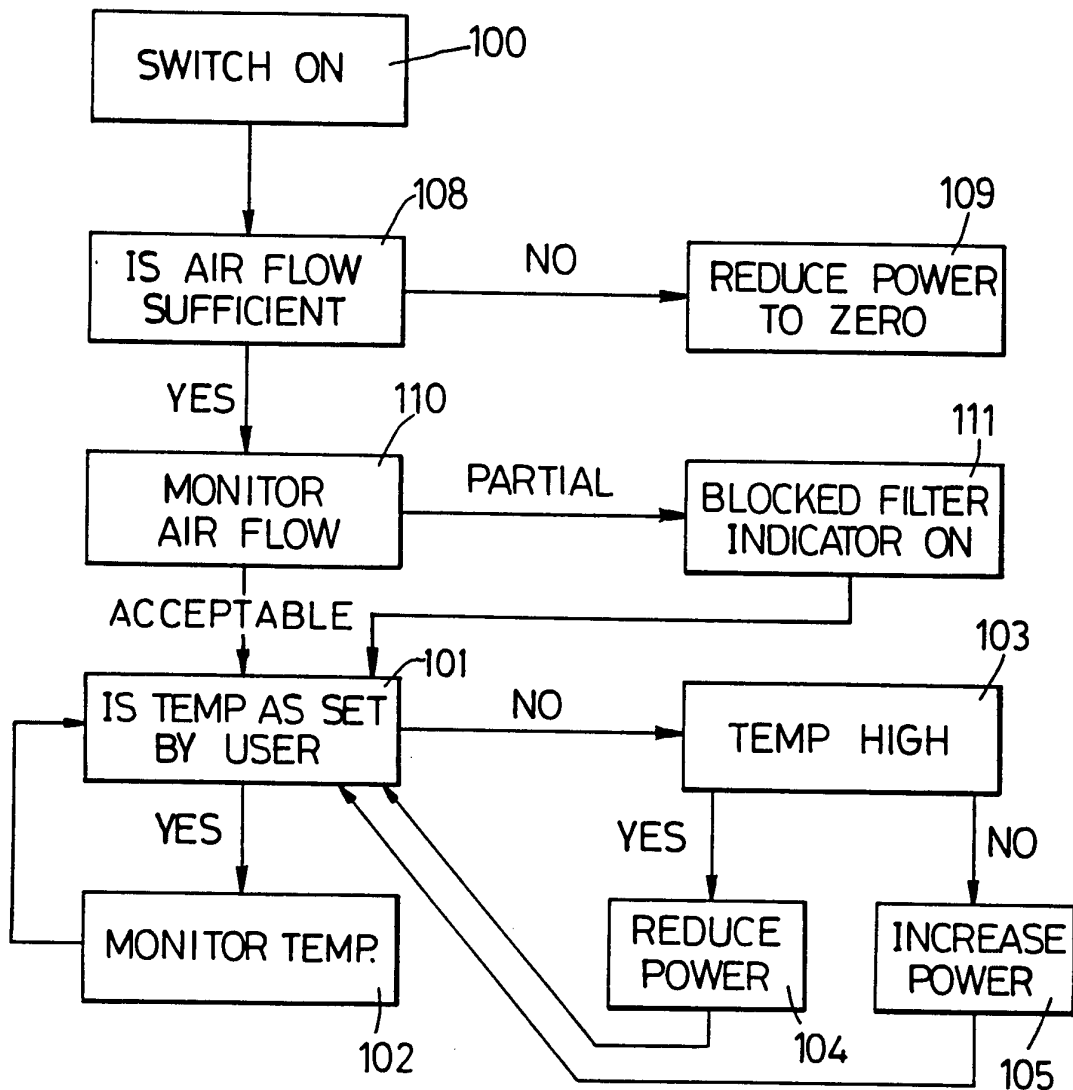 SWITCH ON
100
108
IS AIR FLOW
SUFFICIENT
NO
109
REDUCE POWER
TO ZERO
YES
110
MONITOR
AIR FLOW
PARTIAL
111
BLOCKED FILTER
INDICATOR ON
ACCEPTABLE
101
IS TEMP AS SET
BY USER
NO
103
TEMP HIGH
YES
MONITOR TEMP.
102
YES
REDUCE
POWER
104
NO
INCREASE
POWER
105